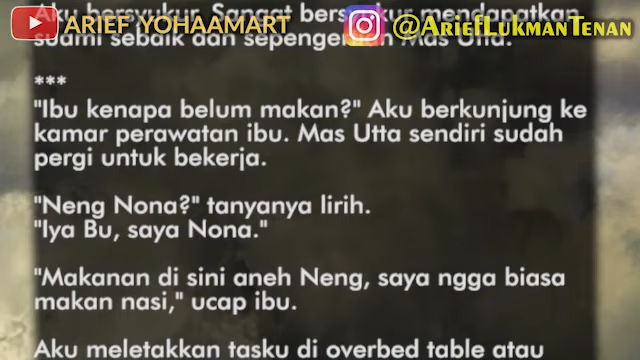 Aku bersyukur. Sangat bersyukur mendapatkan
ARIEF YOHAAMART
@AriefLukmanTenan
suami sebaik dan sepengertian Mas Utta.
***
"Ibu kenapa belum makan?" Aku berkunjung ke
kamar perawatan ibu. Mas Utta sendiri sudah
pergi untuk bekerja.
"Neng Nona?" tanyanya lirih.
"Iya Bu, saya Nona."
"Makanan di sini aneh Neng, saya ngga biasa
makan nasi," ucap ibu.
Aku meletakkan tasku di overbed table atau